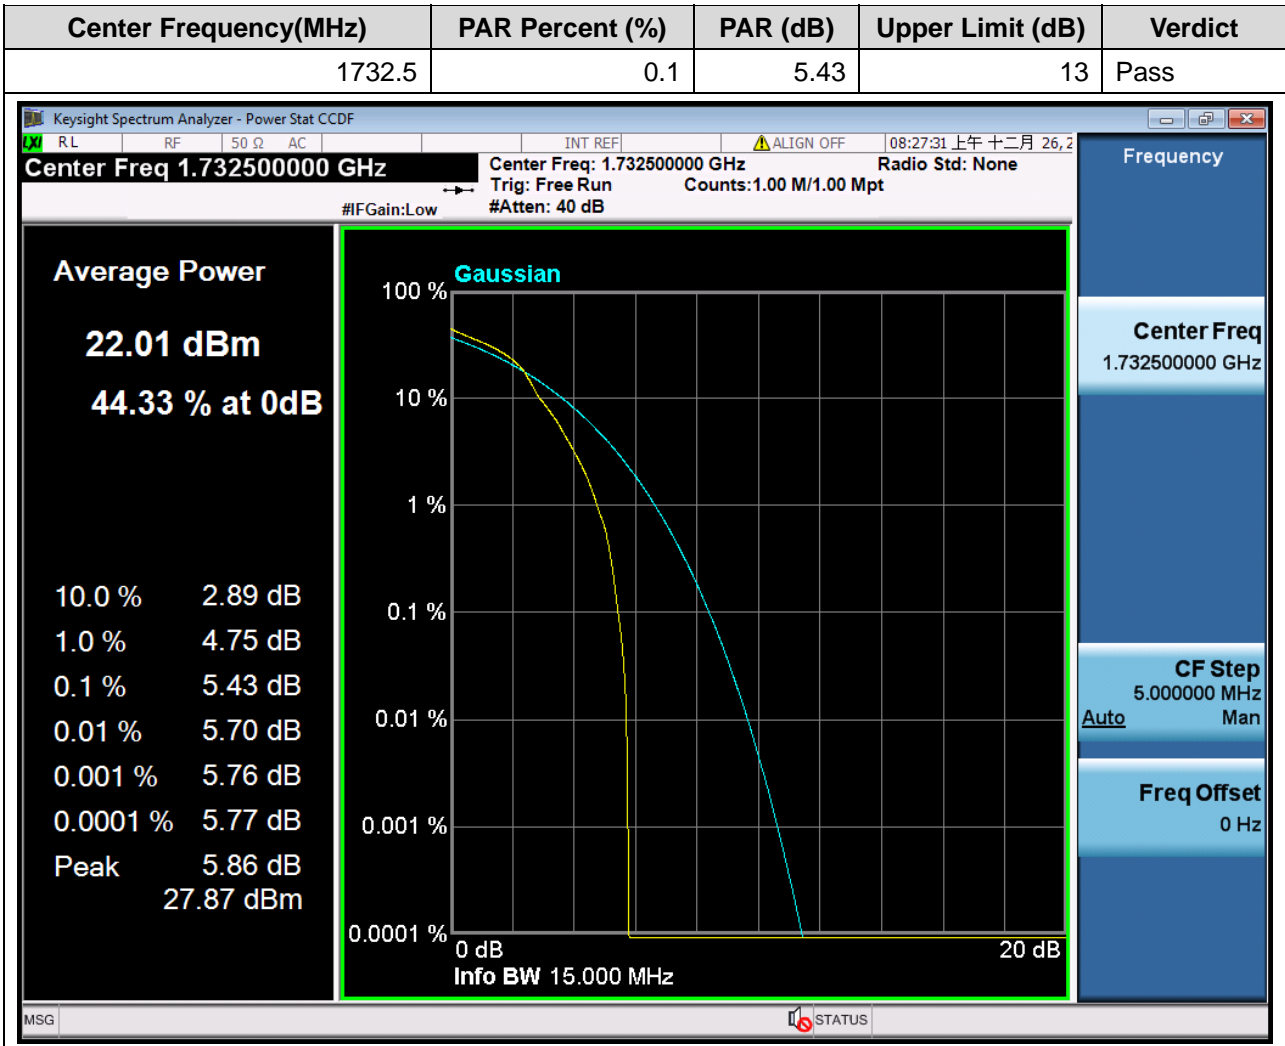 Center Frequency(MHz) PAR Percent (%) PAR (dB) Upper Limit (dB) Verdict
1732.5 0.1 5.43 13 Pass
Keysight Spectrum Analyzer - Power Stat CCDF
LXI RL RF 50 Ω AC INT REF ALIGN OFF 08:27:31 上午 十二月 26, 2
Center Freq 1.732500000 GHz
Center Freq: 1.732500000 GHz Radio Std: None
Trig: Free Run Counts:1.00 M/1.00 Mpt
#IFGain:Low #Atten: 40 dB
Average Power
22.01 dBm
44.33 % at 0dB
10.0 % 2.89 dB
1.0 % 4.75 dB
0.1 % 5.43 dB
0.01 % 5.70 dB
0.001 % 5.76 dB
0.0001 % 5.77 dB
Peak 5.86 dB
27.87 dBm
Gaussian
100 %
10 %
1 %
0.1 %
0.01 %
0.001 %
0.0001 %
0 dB 20 dB
Info BW 15.000 MHz
Frequency
Center Freq
1.732500000 GHz
CF Step
5.000000 MHz
Auto Man
Freq Offset
0 Hz
MSG STATUS